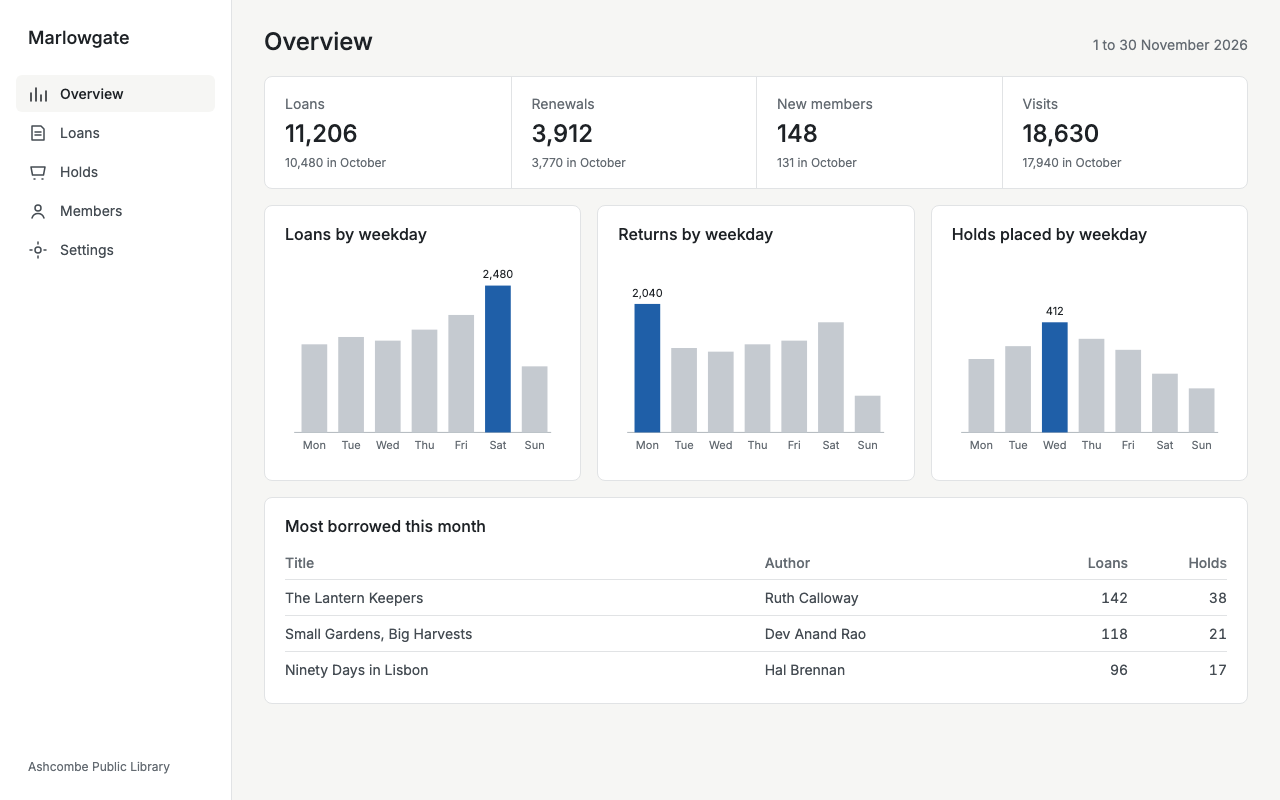 Marlowgate
Overview
Loans
Holds
Members
Settings
Ashcombe Public Library
Overview
1 to 30 November 2026
Loans
11,206
10,480 in October
Renewals
3,912
3,770 in October
New members
148
131 in October
Visits
18,630
17,940 in October
Loans by weekday
2,480
Mon Tue Wed Thu Fri Sat Sun
Returns by weekday
2,040
Mon Tue Wed Thu Fri Sat Sun
Holds placed by weekday
412
Mon Tue Wed Thu Fri Sat Sun
Most borrowed this month
Title Author Loans Holds
The Lantern Keepers Ruth Calloway 142 38
Small Gardens, Big Harvests Dev Anand Rao 118 21
Ninety Days in Lisbon Hal Brennan 96 17